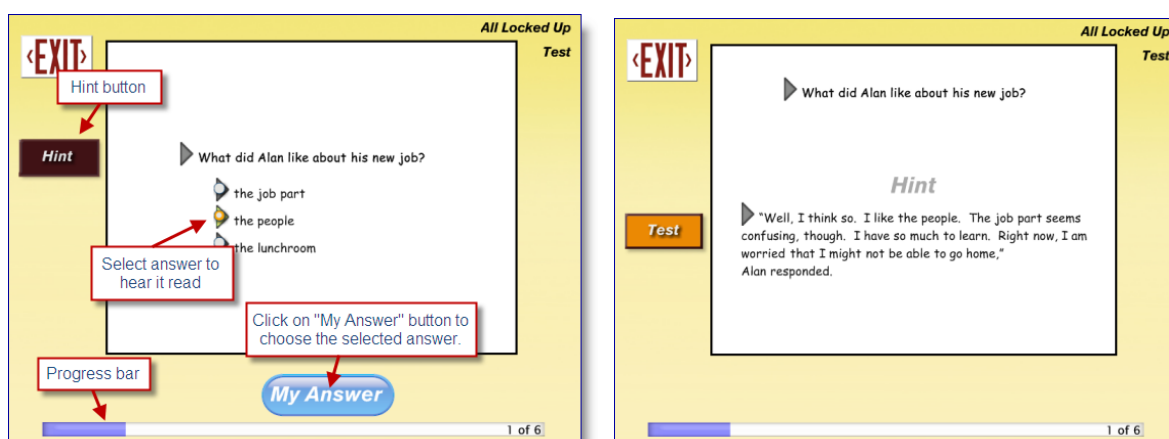 All Locked Up
Test
‹EXIT›
Hint button
Hint
What did Alan like about his new job?
the job part
the people
the lunchroom
Select answer to
hear it read
Click on "My Answer" button to
choose the selected answer.
Progress bar
My Answer
1 of 6
All Locked Up
Test
‹EXIT›
What did Alan like about his new job?
Hint
"Well, I think so. I like the people. The job part seems
confusing, though. I have so much to learn. Right now, I am
worried that I might not be able to go home,"
Alan responded.
Test
1 of 6